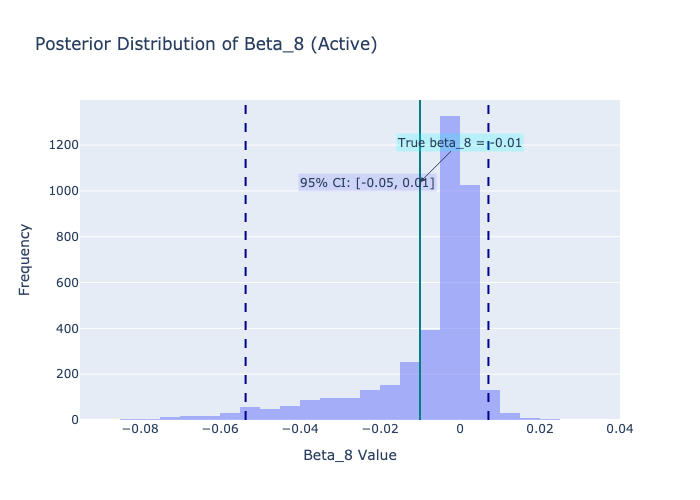 Posterior Distribution of Beta_8 (Active)
1200
1000
800
600
400
200
0
Frequency
True beta_8 = -0.01
95% CI: [-0.05, 0.01]
−0.08
−0.06
−0.04
−0.02
0
0.02
0.04
Beta_8 Value